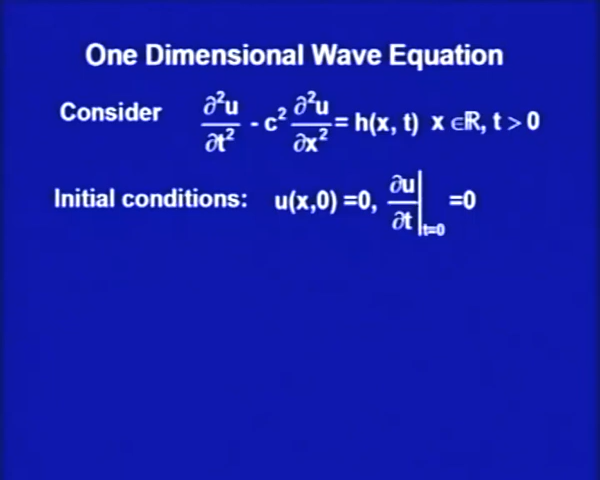 One Dimensional Wave Equation
Consider ∂²u/∂t² - c² ∂²u/∂x² = h(x, t) x ∈ℝ, t > 0
Initial conditions: u(x,0) =0, ∂u/∂t|t=0 =0